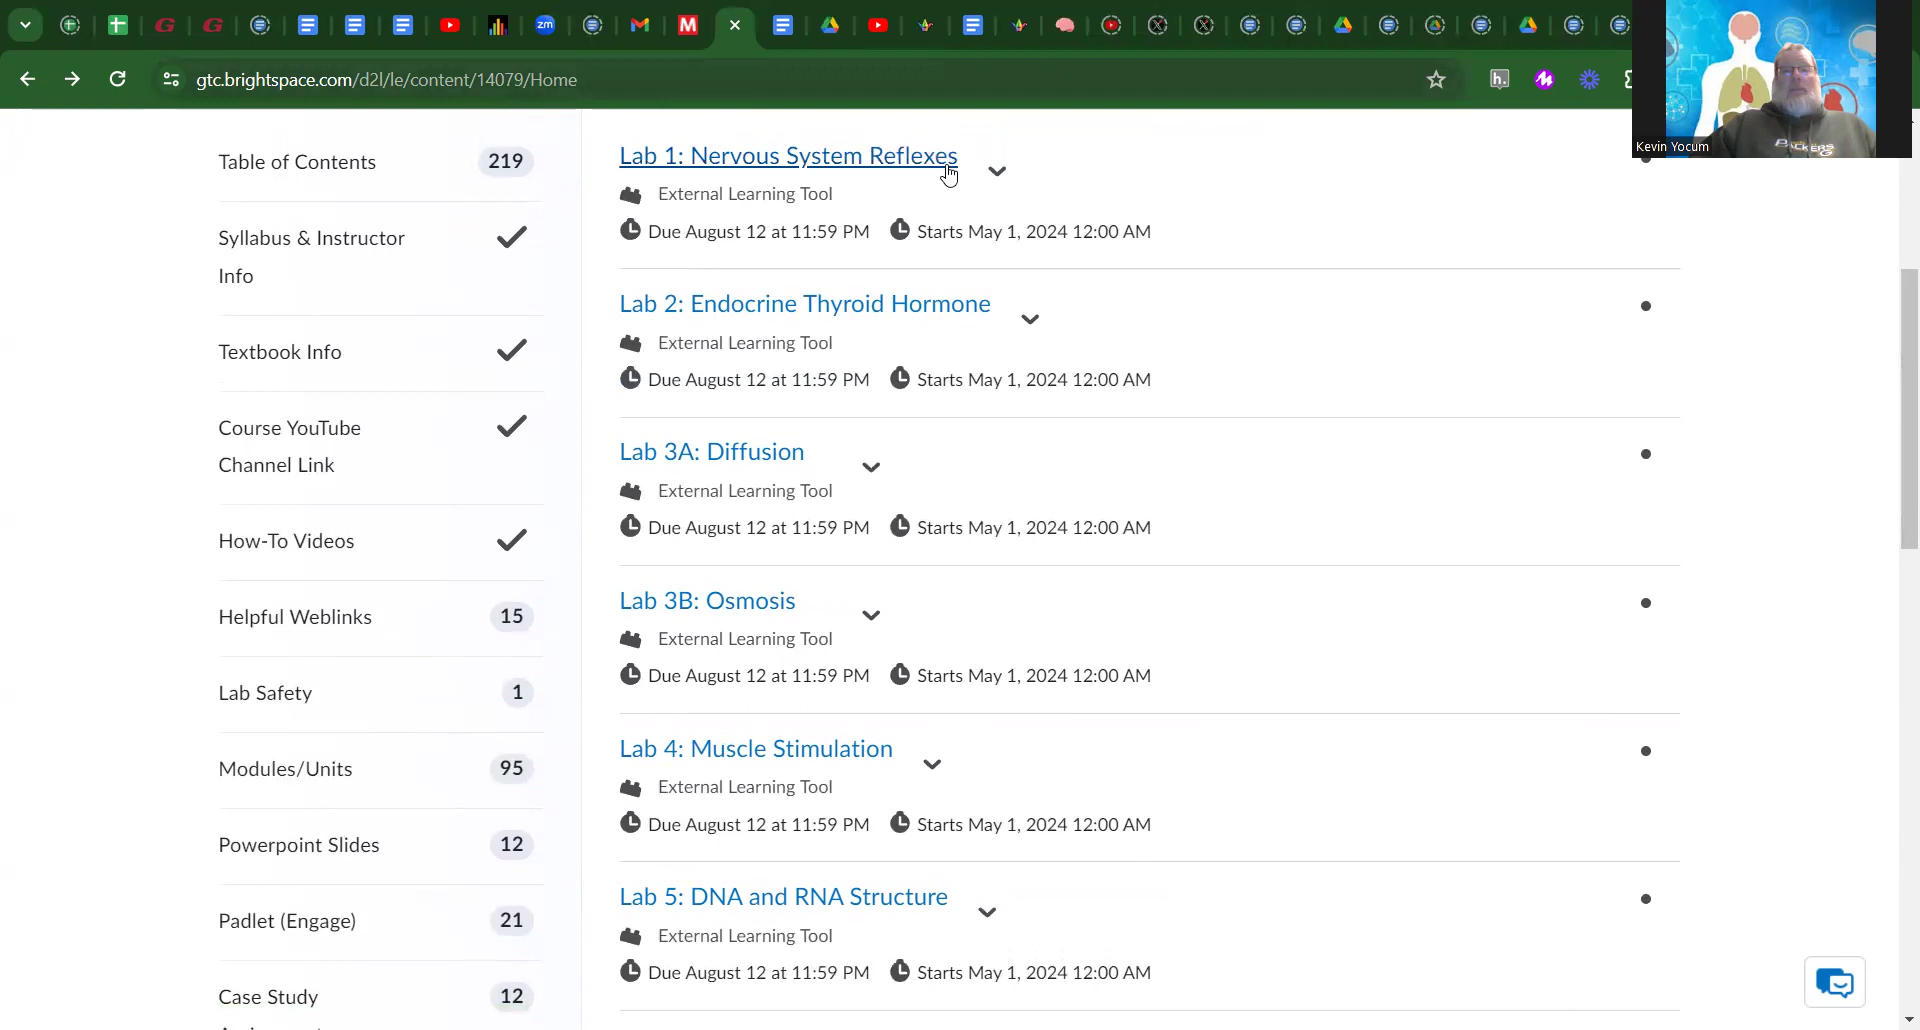 gtc.brightspace.com/d2l/le/content/14079/Home
zm
M
h.
PACKERS
Kevin Yocum
Table of Contents 219
Syllabus & Instructor
Info
Textbook Info
Course YouTube
Channel Link
How-To Videos
Helpful Weblinks 15
Lab Safety 1
Modules/Units 95
Powerpoint Slides 12
Padlet (Engage) 21
Case Study 12
Lab 1: Nervous System Reflexes
External Learning Tool
Due August 12 at 11:59 PM Starts May 1, 2024 12:00 AM
Lab 2: Endocrine Thyroid Hormone
External Learning Tool
Due August 12 at 11:59 PM Starts May 1, 2024 12:00 AM
Lab 3A: Diffusion
External Learning Tool
Due August 12 at 11:59 PM Starts May 1, 2024 12:00 AM
Lab 3B: Osmosis
External Learning Tool
Due August 12 at 11:59 PM Starts May 1, 2024 12:00 AM
Lab 4: Muscle Stimulation
External Learning Tool
Due August 12 at 11:59 PM Starts May 1, 2024 12:00 AM
Lab 5: DNA and RNA Structure
External Learning Tool
Due August 12 at 11:59 PM Starts May 1, 2024 12:00 AM